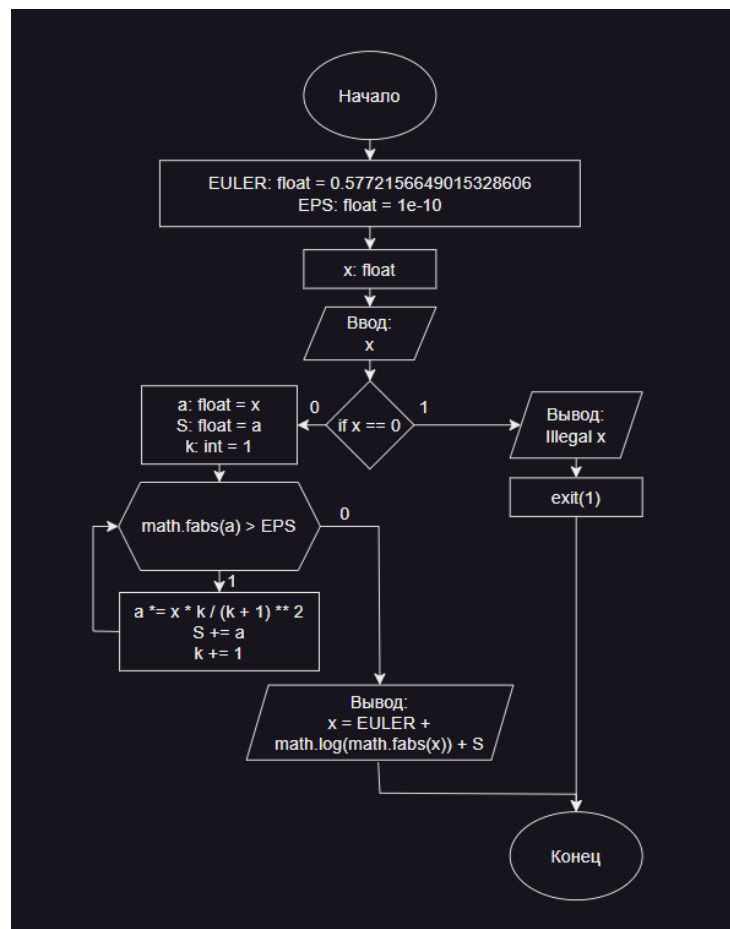 Начало
EULER: float = 0.5772156649015328606
EPS: float = 1e-10
x: float
Ввод:
x
if x == 0
0
1
a: float = x
S: float = a
k: int = 1
Вывод:
Illegal x
exit(1)
math.fabs(a) > EPS
0
1
a *= x * k / (k + 1) ** 2
S += a
k += 1
Вывод:
x = EULER +
math.log(math.fabs(x)) + S
Конец